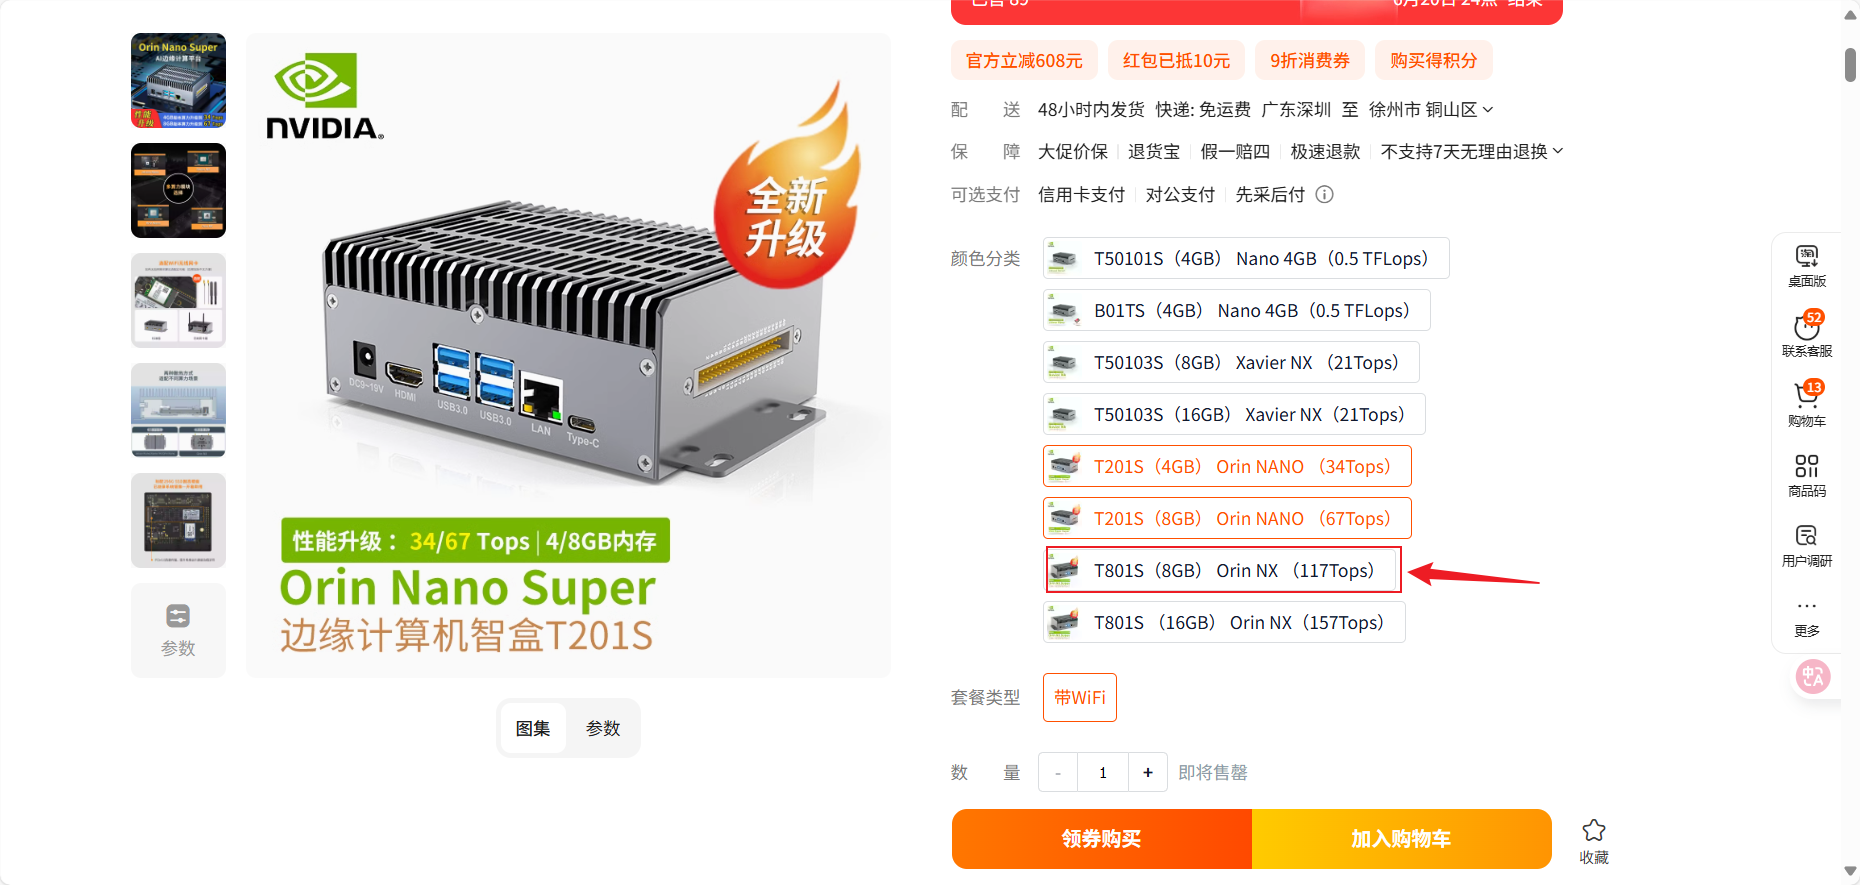 已售 89
6月20日 24点 结束
官方立减608元
红包已抵10元
9折消费券
购买得积分
配 送 48小时内发货 快递: 免运费 广东深圳 至 徐州市 铜山区
保 障 大促价保 退货宝 假一赔四 极速退款 不支持7天无理由退换
可选支付 信用卡支付 对公支付 先采后付
颜色分类
T50101S（4GB） Nano 4GB（0.5 TFLops）
B01TS（4GB） Nano 4GB（0.5 TFLops）
T50103S（8GB） Xavier NX （21Tops）
T50103S（16GB） Xavier NX（21Tops）
T201S（4GB） Orin NANO （34Tops）
T201S（8GB） Orin NANO （67Tops）
T801S（8GB） Orin NX （117Tops）
T801S （16GB） Orin NX（157Tops）
套餐类型 带WiFi
数 量 - 1 + 即将售罄
领券购买
加入购物车
收藏
Orin Nano Super
AI边缘计算平台
参数
NVIDIA.
全新
升级
DC9~19V
HDMI
USB3.0
USB3.0
LAN
Type-C
性能升级： 34/67 Tops | 4/8GB内存
Orin Nano Super
边缘计算机智盒T201S
图集
参数
桌面版
52
联系客服
13
购物车
商品码
用户调研
更多